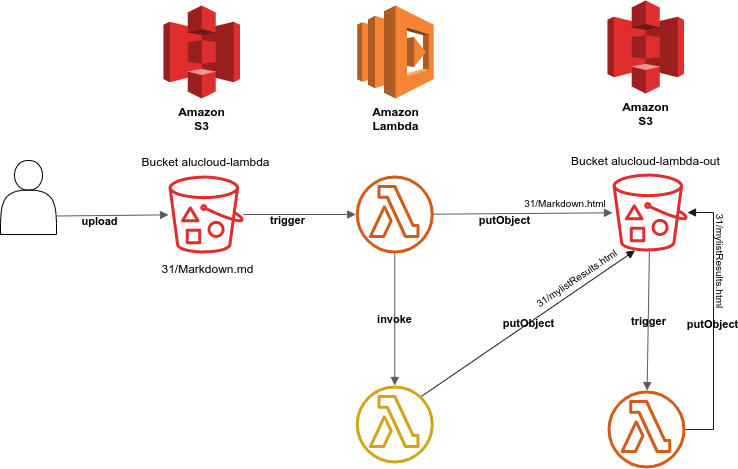 Amazon
S3
Amazon
Lambda
Amazon
S3
Bucket alucloud-lambda
Bucket alucloud-lambda-out
upload
trigger
31/Markdown.html
putObject
31/Markdown.md
31/mylistResults.html
31/mylistResults.html
invoke
putObject
trigger
putObject